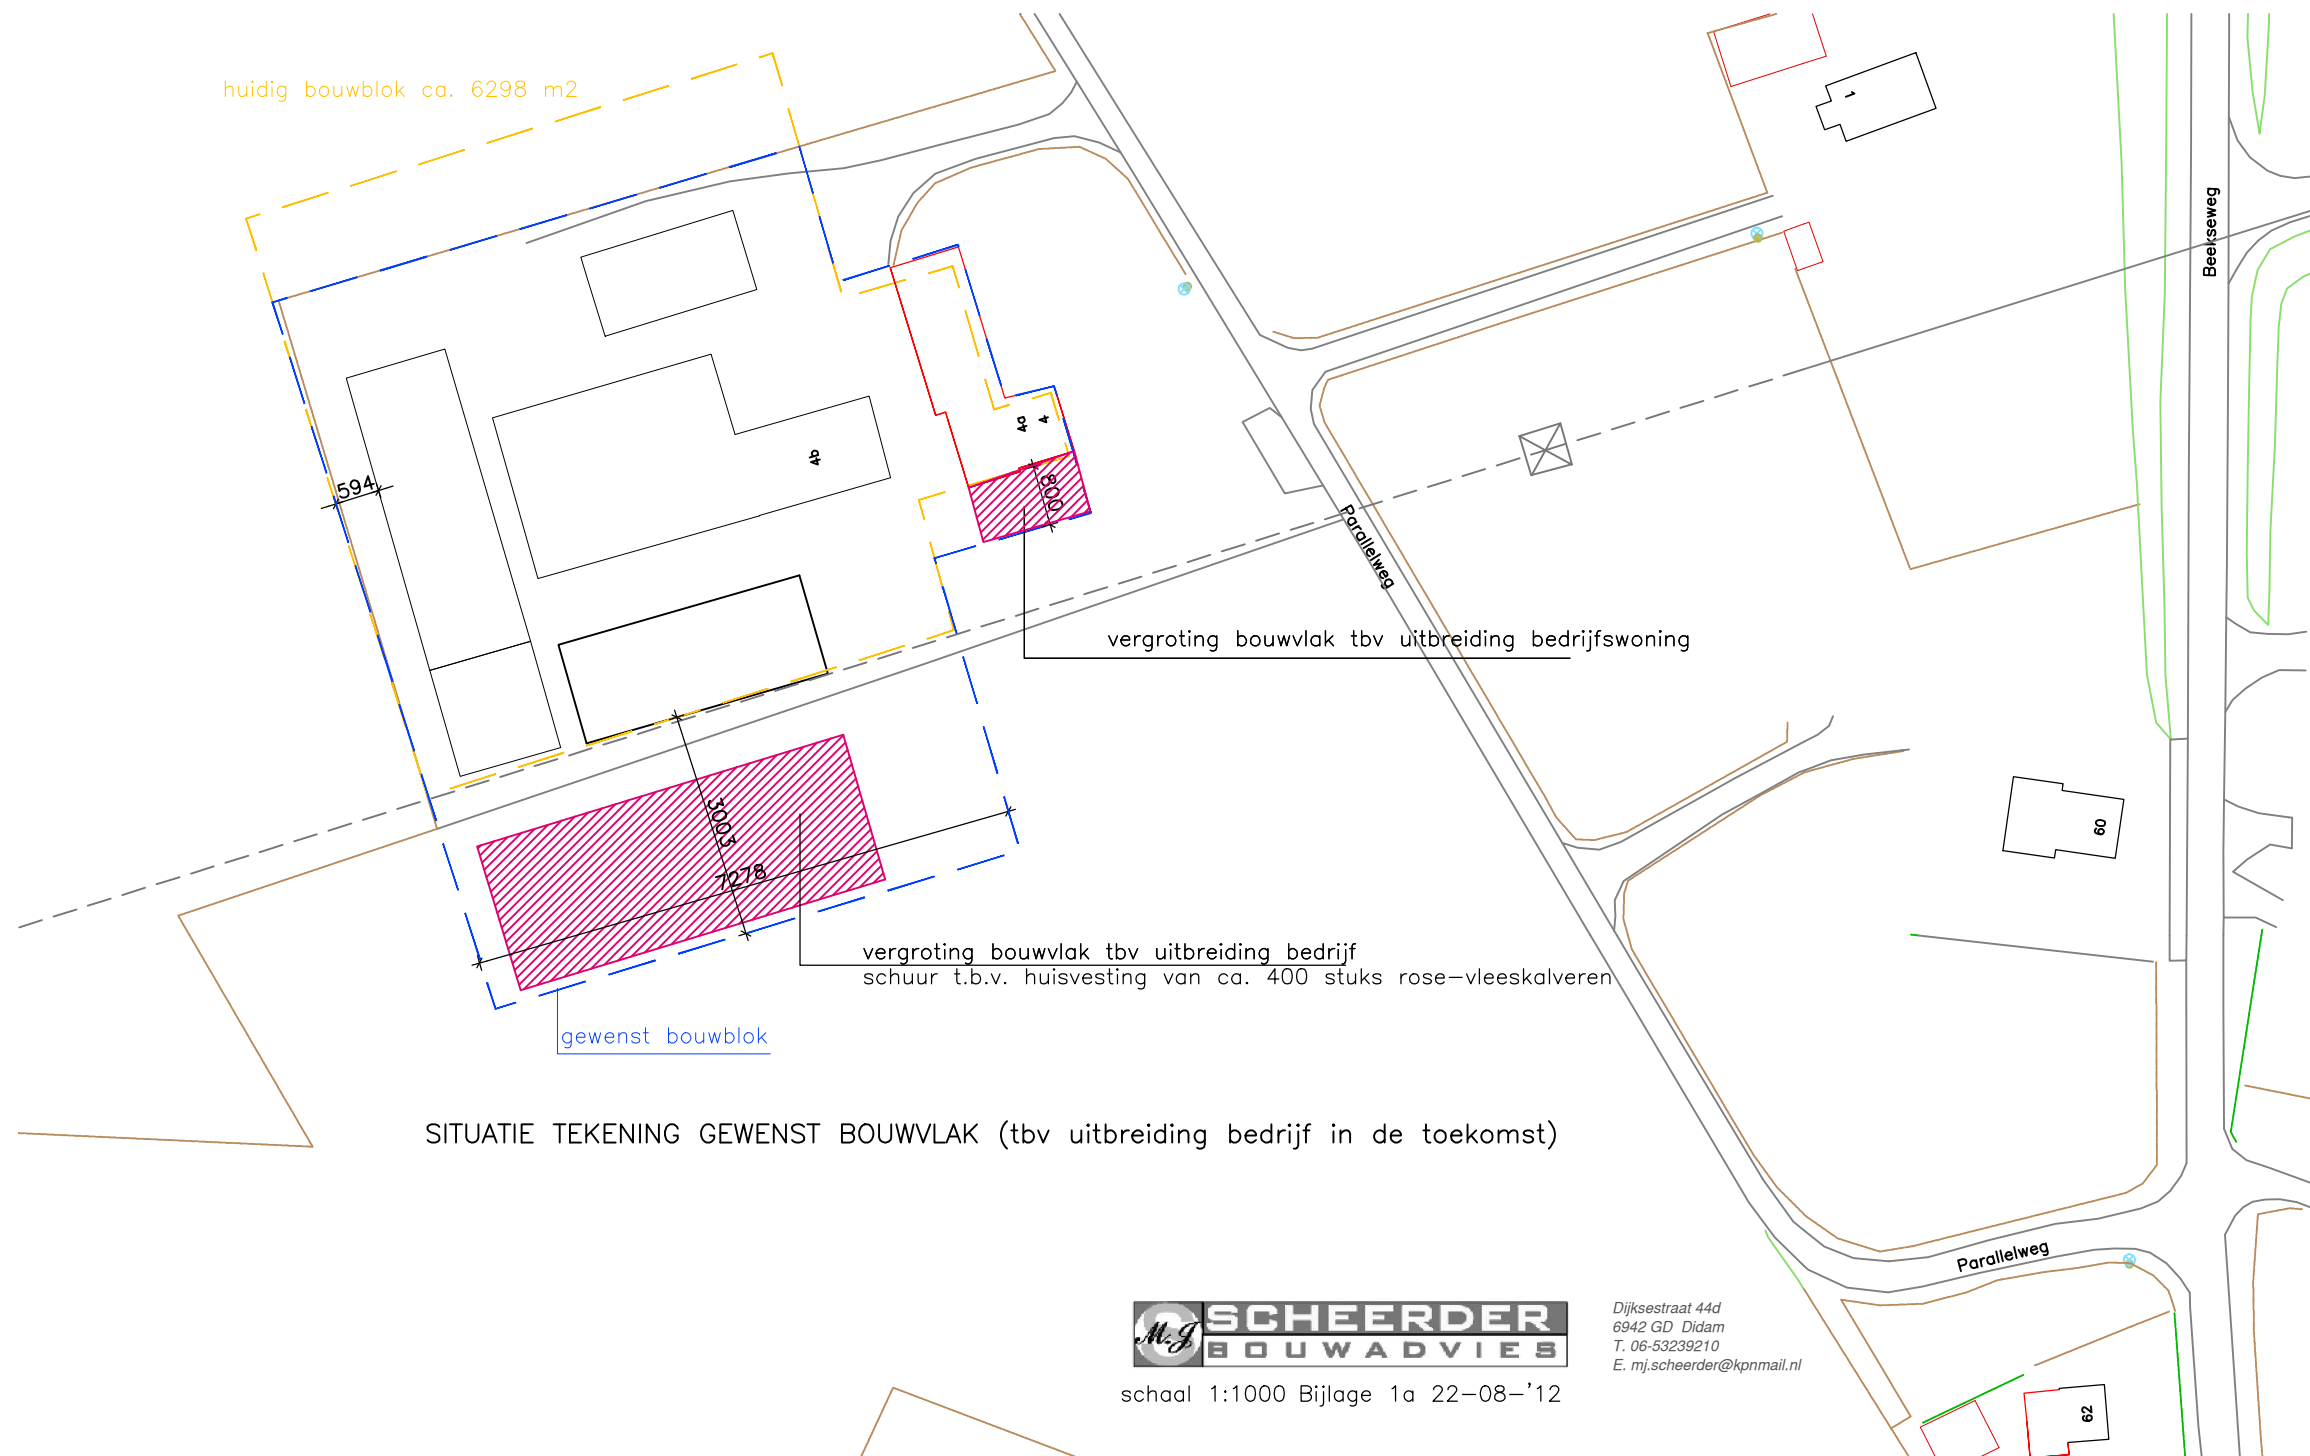 huidig bouwblok ca. 6298 m2
1
Beekseweg
4a
4
4b
594
800
Parallelweg
vergroting bouwvlak tbv uitbreiding bedrijfswoning
3003
7278
60
vergroting bouwvlak tbv uitbreiding bedrijf
schuur t.b.v. huisvesting van ca. 400 stuks rose-vleeskalveren
gewenst bouwblok
SITUATIE TEKENING GEWENST BOUWVLAK (tbv uitbreiding bedrijf in de toekomst)
Parallelweg
M.J SCHEERDER
BOUWADVIES
Dijksestraat 44d
6942 GD Didam
T. 06-53239210
E. mj.scheerder@kpnmail.nl
schaal 1:1000 Bijlage 1a 22-08-'12
62